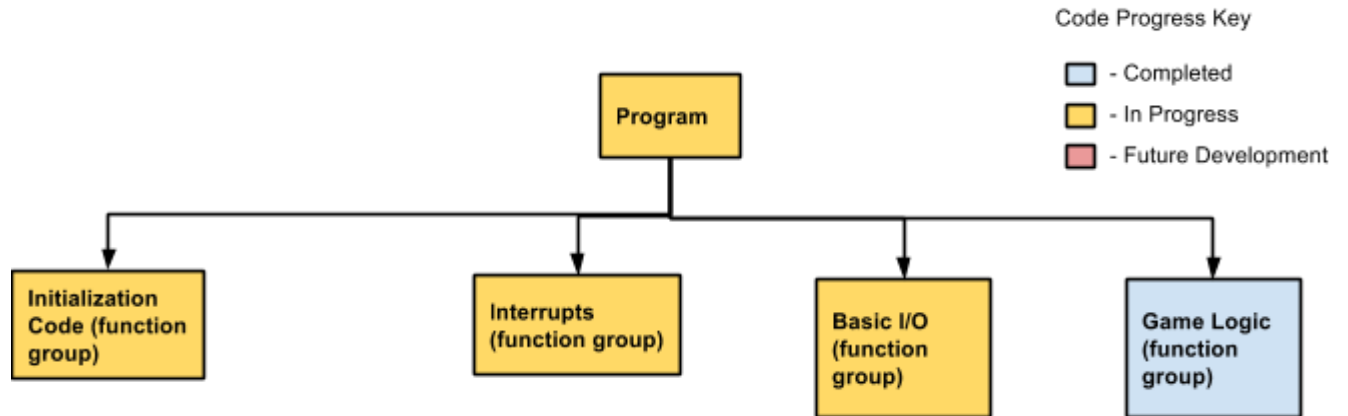 Code Progress Key
- Completed
- In Progress
- Future Development
Program
Initialization
Code (function
group)
Interrupts
(function group)
Basic I/O
(function
group)
Game Logic
(function
group)